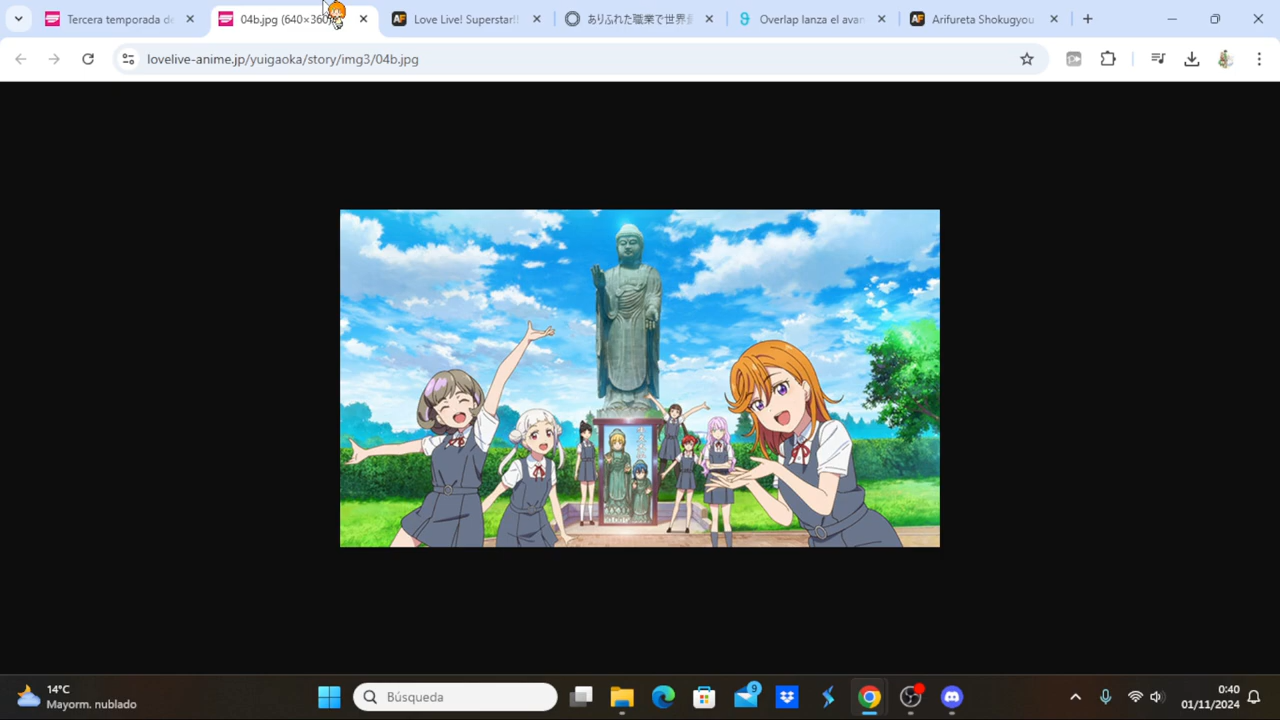 Tercera temporada de
04b.jpg (640×360)
Love Live! Superstar!!
ありふれた職業で世界
Overlap lanza el avan
Arifureta Shokugyou
lovelive-anime.jp/yuigaoka/story/img3/04b.jpg
14°C
Mayorm. nublado
Búsqueda
9
0:40
01/11/2024